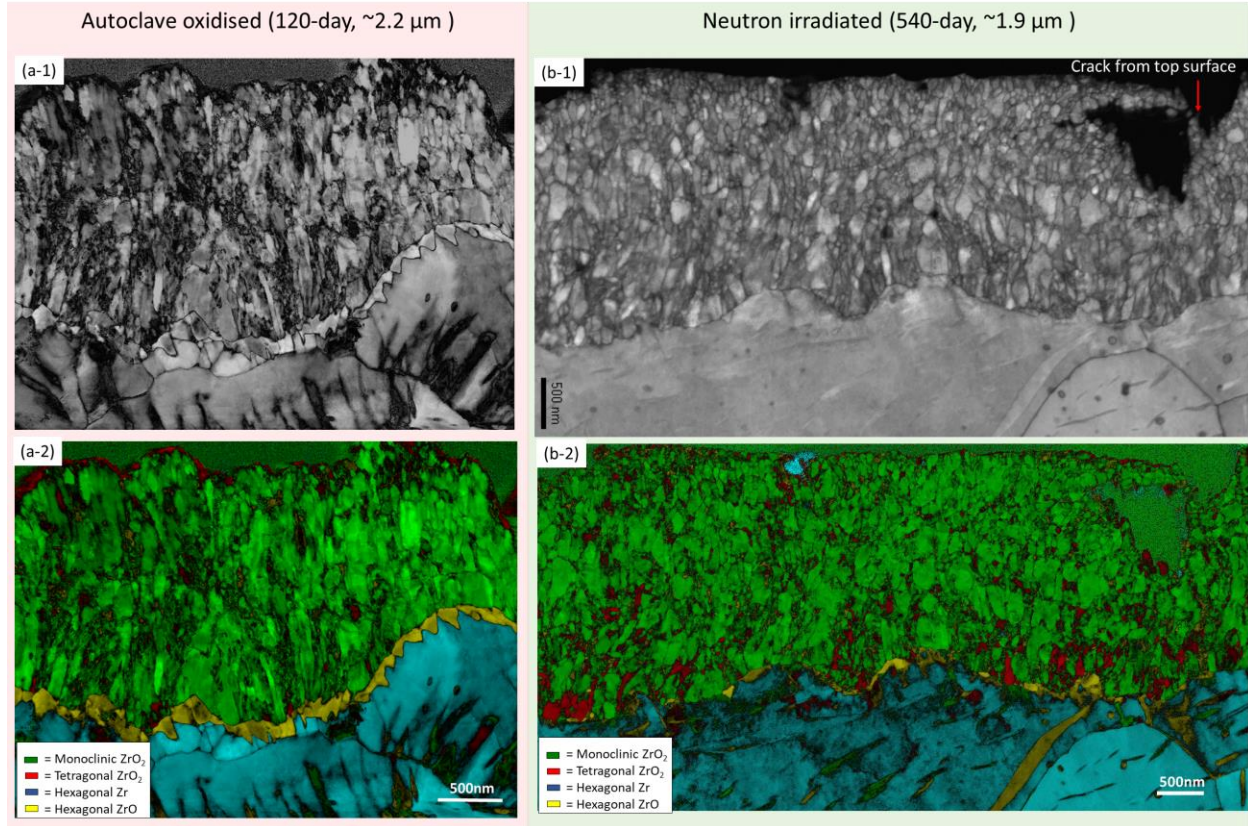 Autoclave oxidised (120-day, ~2.2 µm )
Neutron irradiated (540-day, ~1.9 µm )
(a-1)
(b-1)
Crack from top surface
500 nm
(a-2)
(b-2)
= Monoclinic ZrO₂
= Tetragonal ZrO₂
= Hexagonal Zr
= Hexagonal ZrO
500nm
= Monoclinic ZrO₂
= Tetragonal ZrO₂
= Hexagonal Zr
= Hexagonal ZrO
500nm